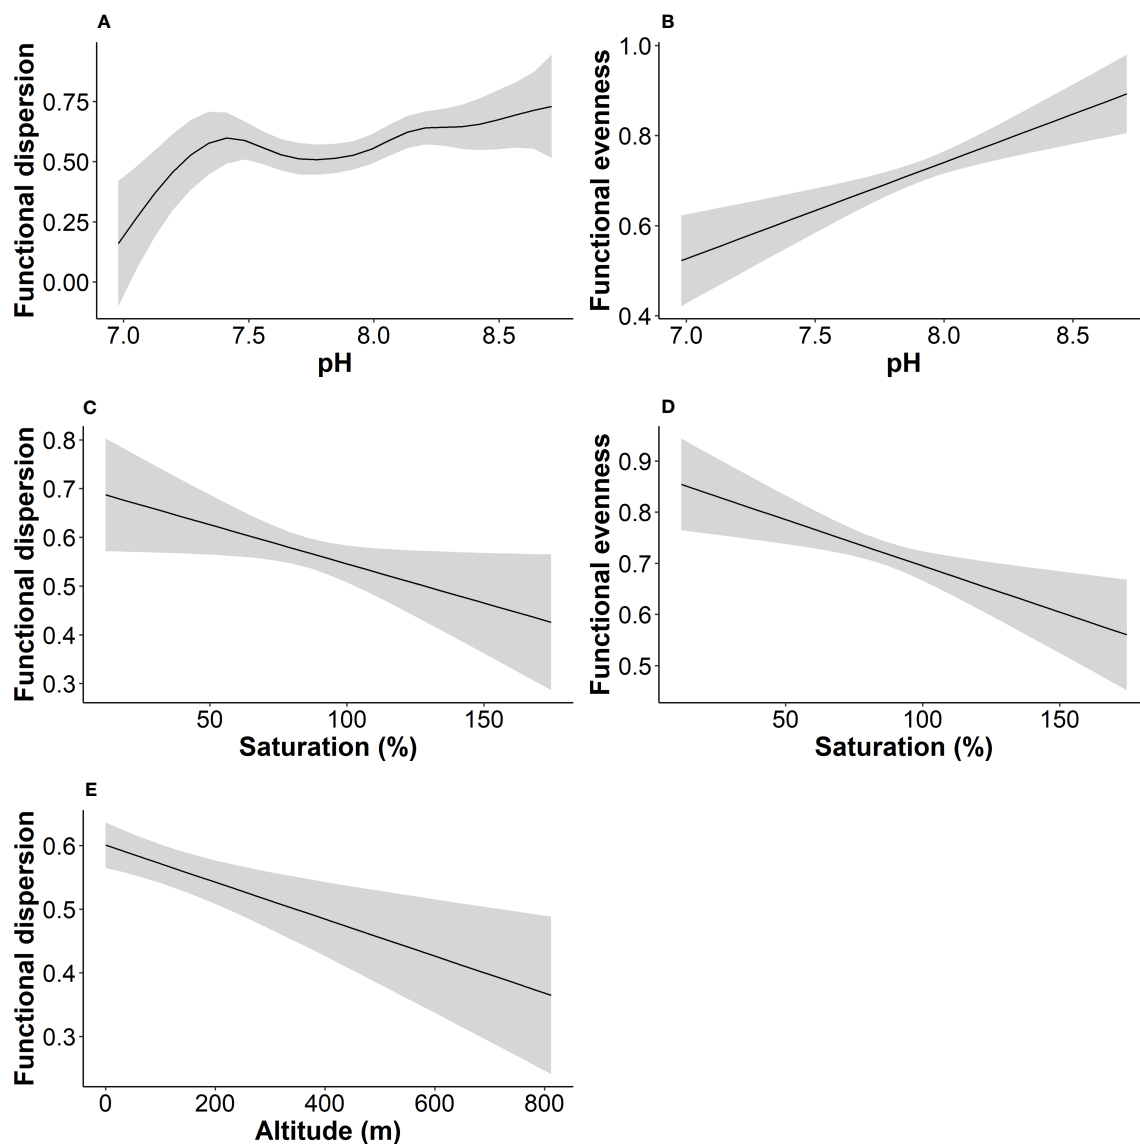 A
Functional dispersion
0.75
0.50
0.25
0.00
7.0 7.5 8.0 8.5
pH
B
Functional evenness
1.0
0.8
0.6
0.4
7.0 7.5 8.0 8.5
pH
C
Functional dispersion
0.8
0.7
0.6
0.5
0.4
0.3
50 100 150
Saturation (%)
D
Functional evenness
0.9
0.8
0.7
0.6
0.5
50 100 150
Saturation (%)
E
Functional dispersion
0.6
0.5
0.4
0.3
0 200 400 600 800
Altitude (m)